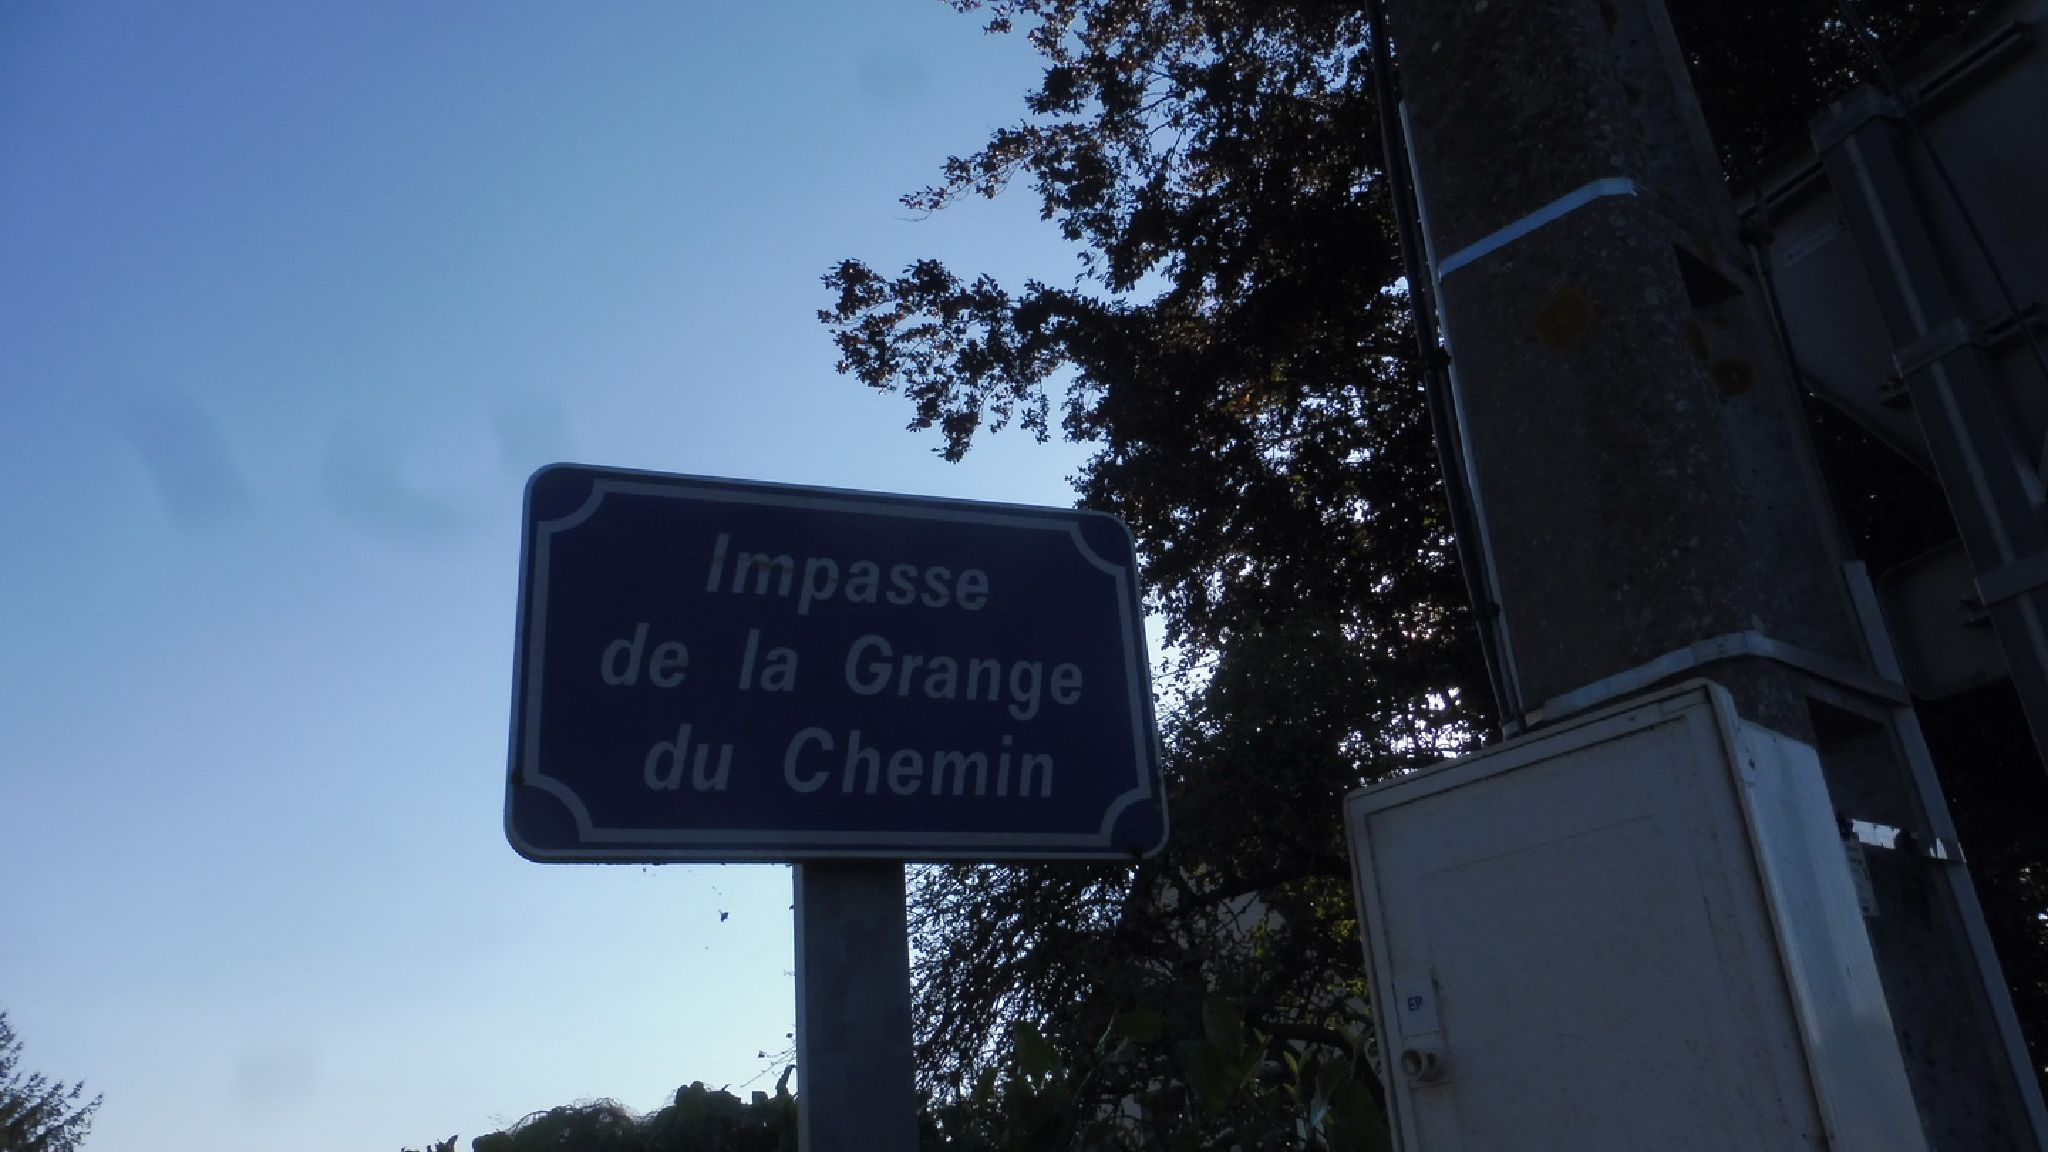 Impasse
de la Grange
du Chemin
EP